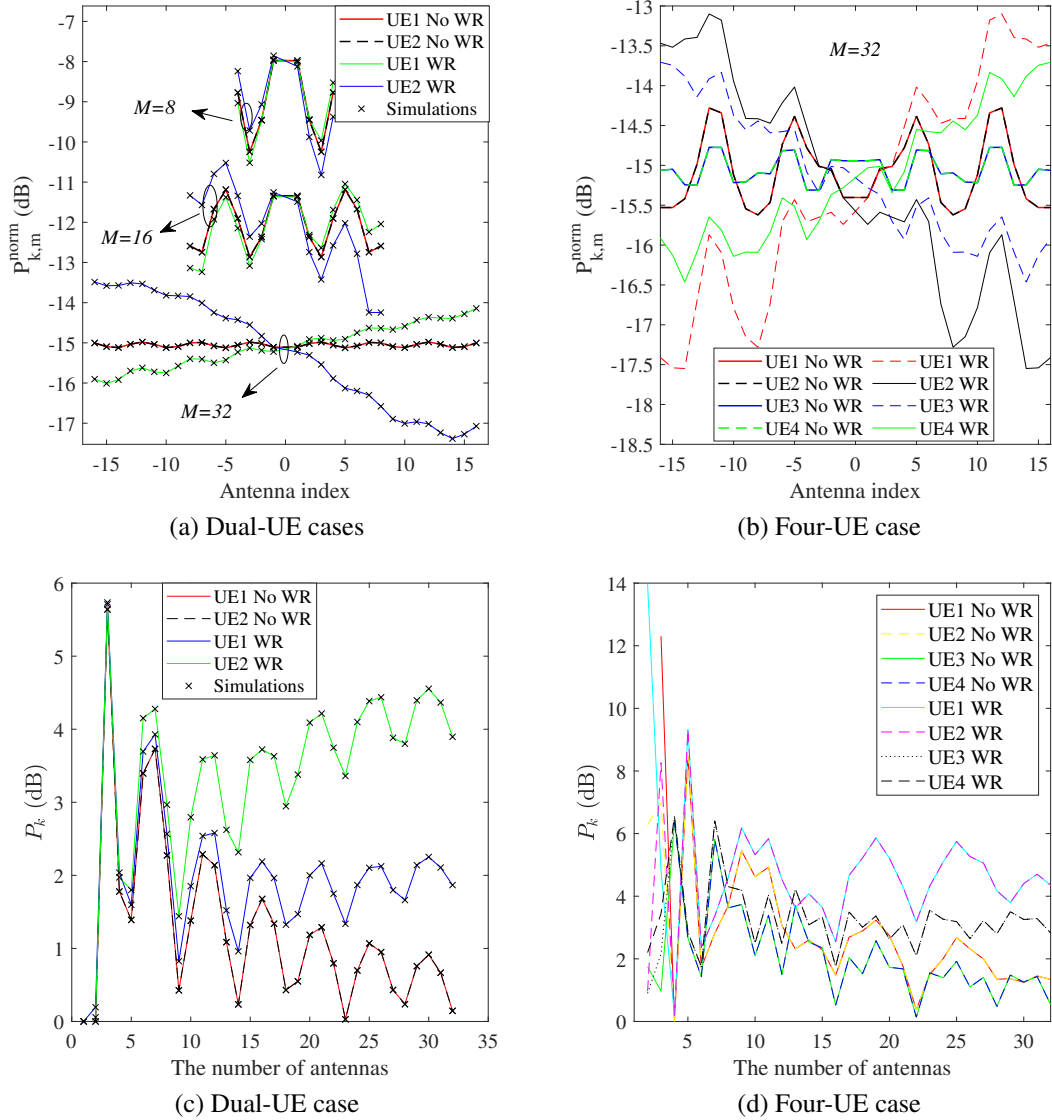 -7
-8
-9
-10
-11
-12
-13
-14
-15
-16
-17
P^norm_k,m (dB)
M=8
M=16
M=32
UE1 No WR
UE2 No WR
UE1 WR
UE2 WR
Simulations
-15 -10 -5 0 5 10 15
Antenna index
(a) Dual-UE cases
-13
-13.5
-14
-14.5
-15
-15.5
-16
-16.5
-17
-17.5
-18
-18.5
P^norm_k,m (dB)
M=32
UE1 No WR
UE2 No WR
UE3 No WR
UE4 No WR
UE1 WR
UE2 WR
UE3 WR
UE4 WR
-15 -10 -5 0 5 10 15
Antenna index
(b) Four-UE case
6
5
4
3
2
1
0
P_k (dB)
UE1 No WR
UE2 No WR
UE1 WR
UE2 WR
Simulations
0 5 10 15 20 25 30 35
The number of antennas
(c) Dual-UE case
14
12
10
8
6
4
2
0
P_k (dB)
UE1 No WR
UE2 No WR
UE3 No WR
UE4 No WR
UE1 WR
UE2 WR
UE3 WR
UE4 WR
5 10 15 20 25 30
The number of antennas
(d) Four-UE case